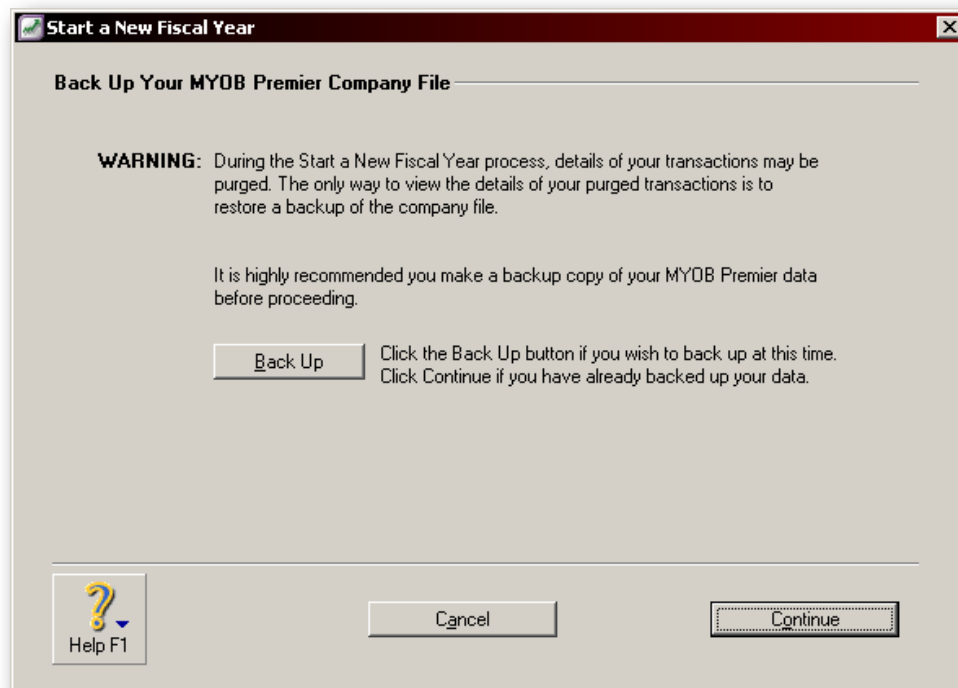 Start a New Fiscal Year
Back Up Your MYOB Premier Company File
WARNING: During the Start a New Fiscal Year process, details of your transactions may be
purged. The only way to view the details of your purged transactions is to
restore a backup of the company file.
It is highly recommended you make a backup copy of your MYOB Premier data
before proceeding.
Back Up
Click the Back Up button if you wish to back up at this time.
Click Continue if you have already backed up your data.
Help F1
Cancel
Continue